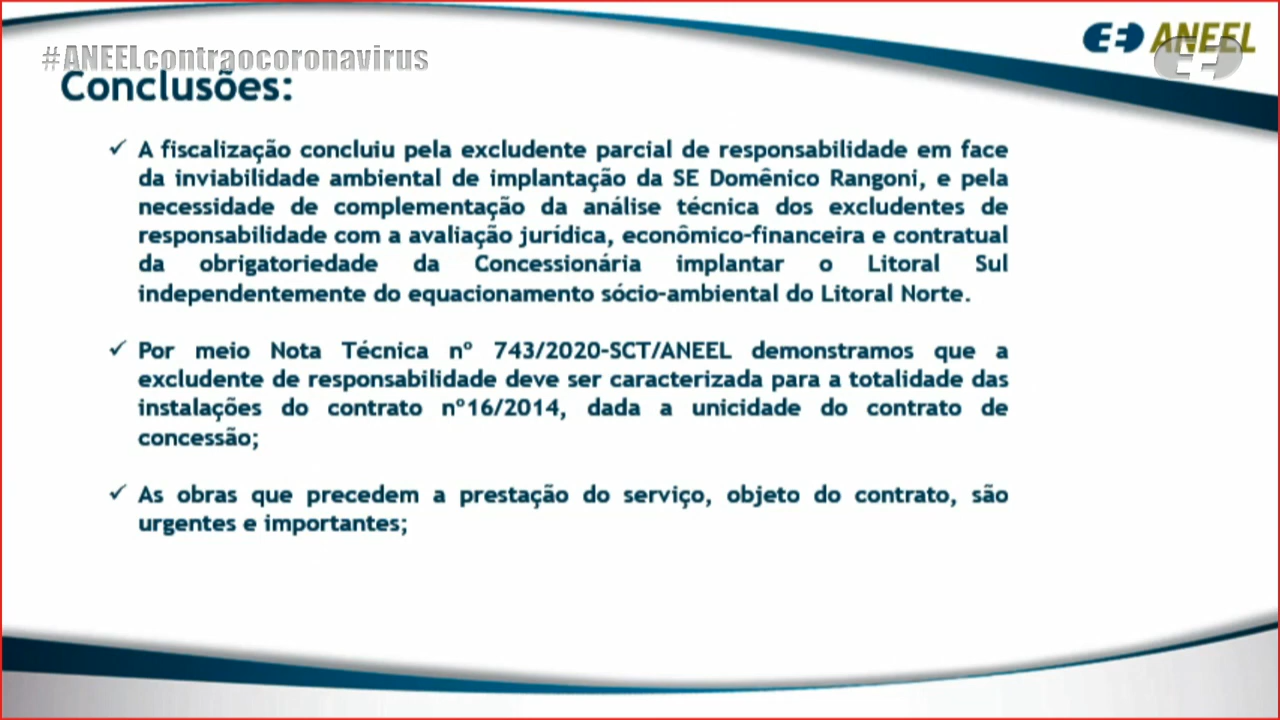 #ANEELcontraocoronavirus
ANEEL
Conclusões:
✓ A fiscalização concluiu pela excludente parcial de responsabilidade em face
da inviabilidade ambiental de implantação da SE Domênico Rangoni, e pela
necessidade de complementação da análise técnica dos excludentes de
responsabilidade com a avaliação jurídica, econômico-financeira e contratual
da obrigatoriedade da Concessionária implantar o Litoral Sul
independentemente do equacionamento sócio-ambiental do Litoral Norte.
✓ Por meio Nota Técnica nº 743/2020-SCT/ANEEL demonstramos que a
excludente de responsabilidade deve ser caracterizada para a totalidade das
instalações do contrato nº16/2014, dada a unicidade do contrato de
concessão;
✓ As obras que precedem a prestação do serviço, objeto do contrato, são
urgentes e importantes;